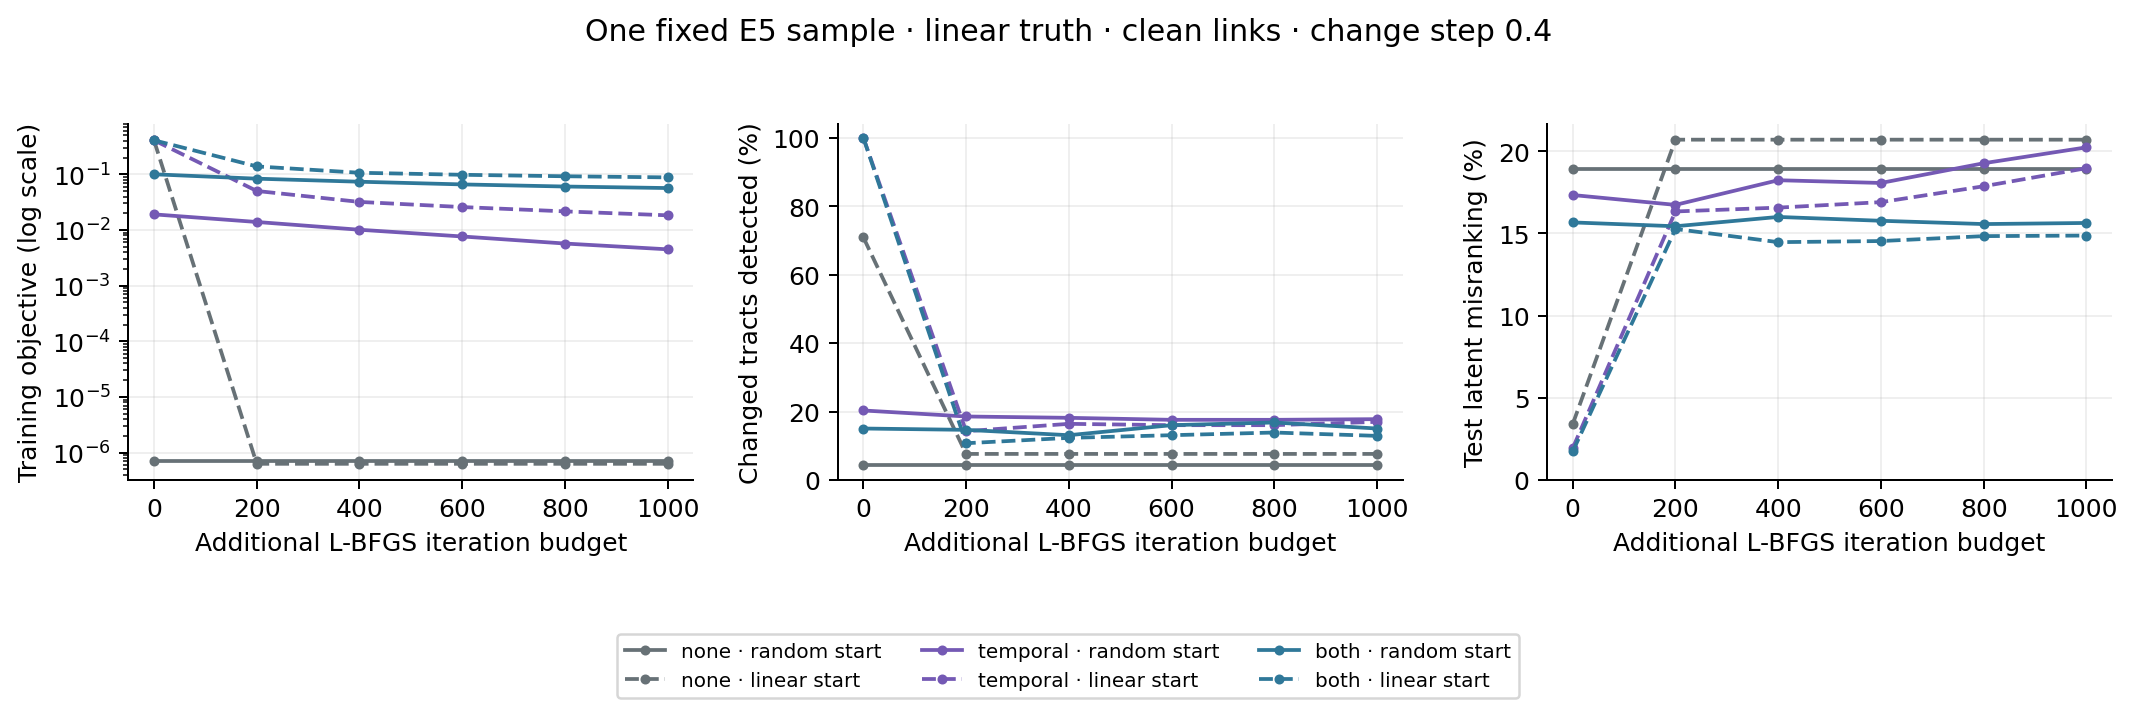 One fixed E5 sample · linear truth · clean links · change step 0.4
Training objective (log scale)
10⁻¹
10⁻²
10⁻³
10⁻⁴
10⁻⁵
10⁻⁶
0 200 400 600 800 1000
Additional L-BFGS iteration budget
Changed tracts detected (%)
100
80
60
40
20
0
0 200 400 600 800 1000
Additional L-BFGS iteration budget
Test latent misranking (%)
20
15
10
5
0
0 200 400 600 800 1000
Additional L-BFGS iteration budget
none · random start
none · linear start
temporal · random start
temporal · linear start
both · random start
both · linear start